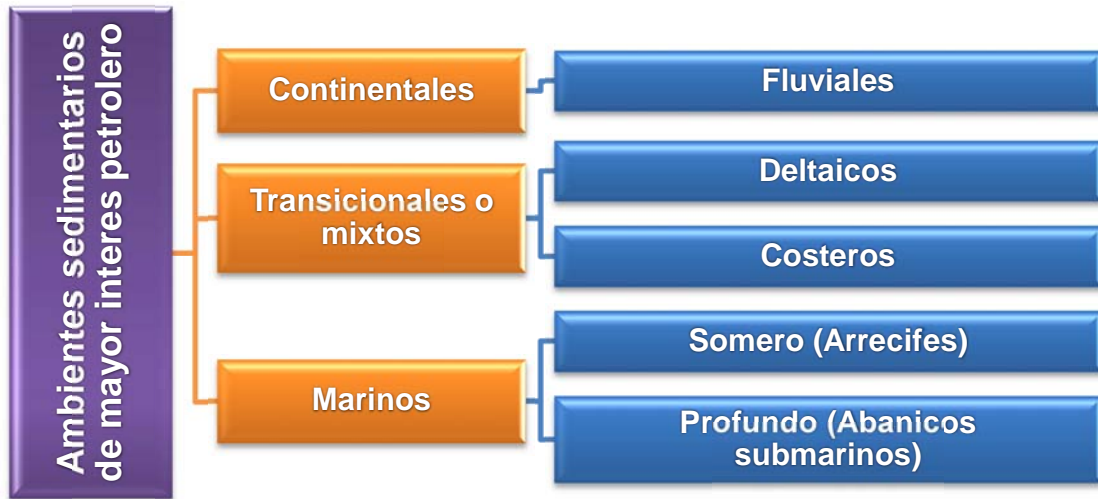 Ambientes sedimentarios
de mayor interes petrolero
Continentales
Fluviales
Transicionales o
mixtos
Deltaicos
Costeros
Marinos
Somero (Arrecifes)
Profundo (Abanicos
submarinos)